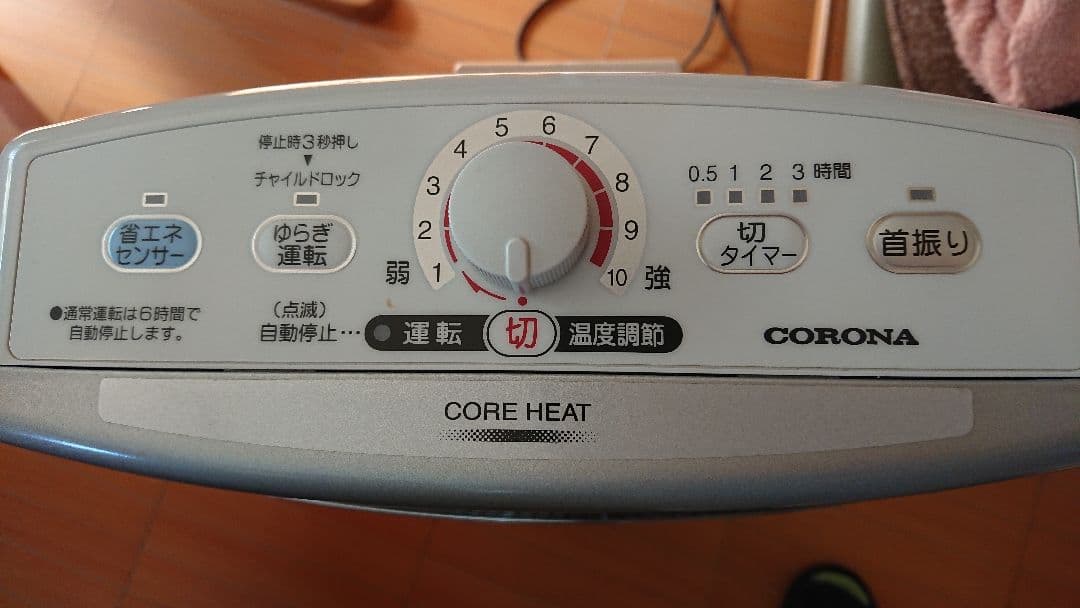 停止時3秒押し
▼
チャイルドロック
省エネ
センサー
ゆらぎ
運転
●通常運転は6時間で
自動停止します。
(点滅)
自動停止…
弱
1
2
3
4
5
6
7
8
9
10
強
運転
切
温度調節
0.5 1 2 3 時間
切
タイマー
首振り
CORONA
CORE HEAT